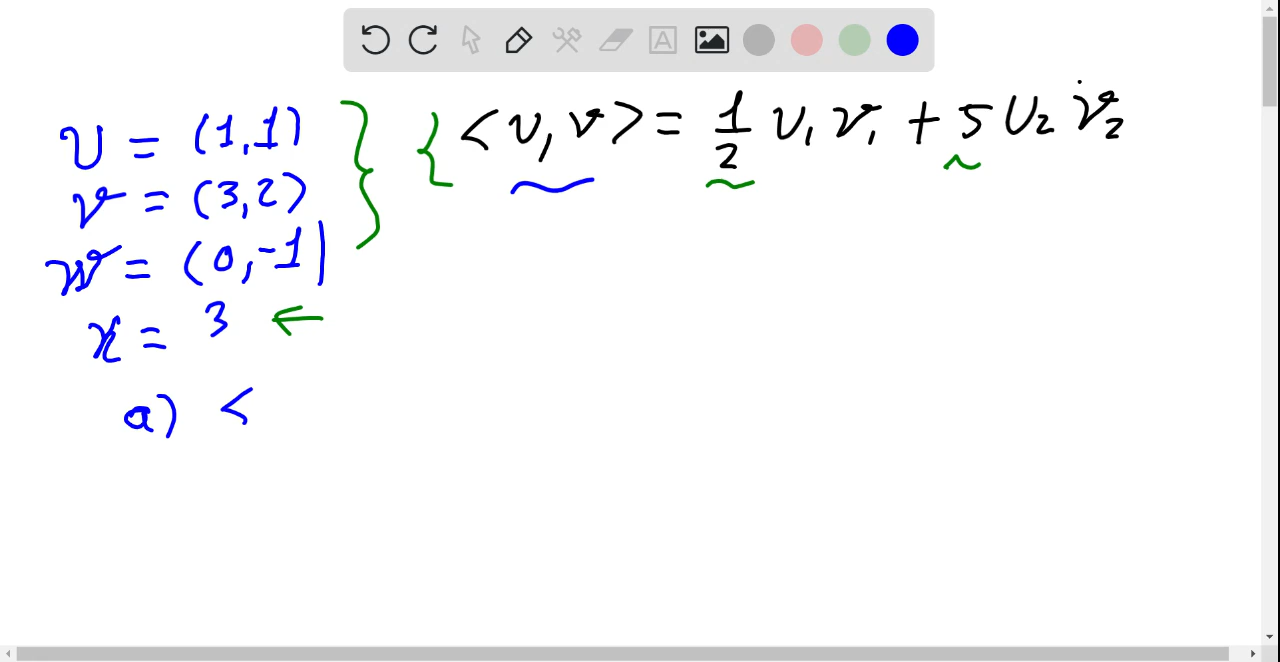 U = (1,1)
v = (3,2)
w = (0,-1)
x = 3
a) <
<u,v> = 1/2 u₁ v₁ + 5 U₂ v₂
A